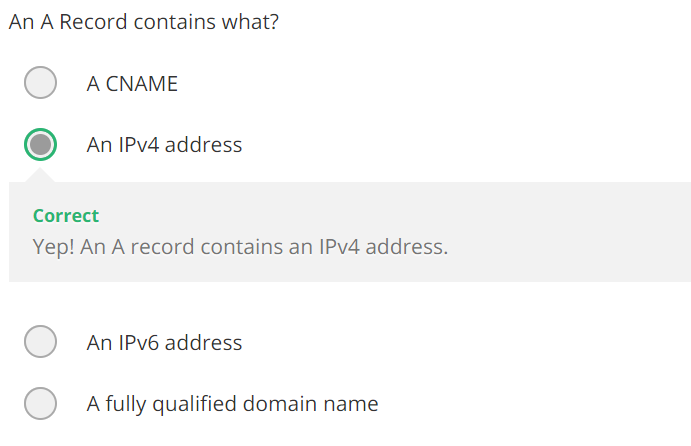 An A Record contains what?
A CNAME
An IPv4 address
Correct
Yep! An A record contains an IPv4 address.
An IPv6 address
A fully qualified domain name